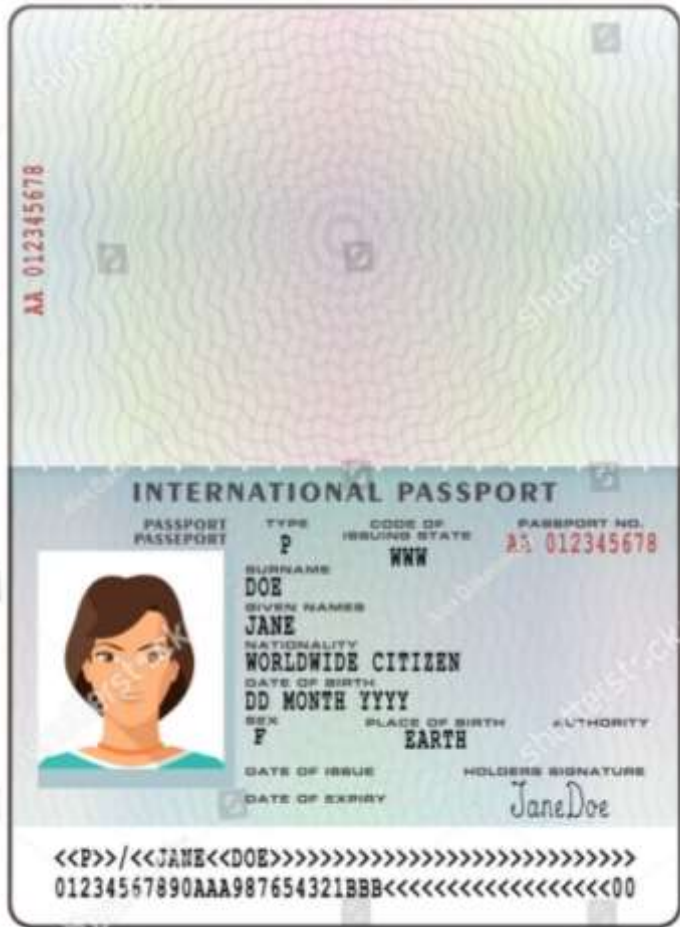 AA 012345678
shutterstock
INTERNATIONAL PASSPORT
PASSPORT TYPE CODE OF PASSPORT NO.
PASSEPORT P ISSUING STATE AA 012345678
WWW
SURNAME
DOE
GIVEN NAMES
JANE
NATIONALITY
WORLDWIDE CITIZEN
DATE OF BIRTH
DD MONTH YYYY
SEX PLACE OF BIRTH AUTHORITY
F EARTH
DATE OF ISSUE HOLDERS SIGNATURE
DATE OF EXPIRY JaneDoe
shutterstock
<<P>>/<<JANE<<DOE>>>>>>>>>>>>>>>>>>>>>>>>>>>>>
01234567890AAA987654321BBB<<<<<<<<<<<<<<<<<<<00